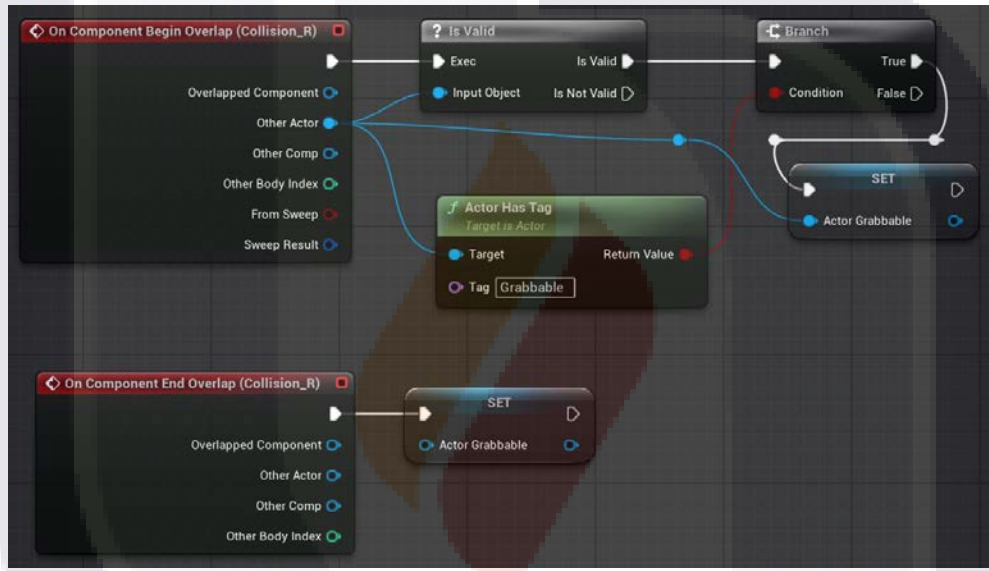 On Component Begin Overlap (Collision_R)
Overlapped Component
Other Actor
Other Comp
Other Body Index
From Sweep
Sweep Result
? Is Valid
Exec Is Valid
Input Object Is Not Valid
Branch
True
Condition False
SET
Actor Grabbable
f Actor Has Tag
Target is Actor
Target Return Value
Tag Grabbable
On Component End Overlap (Collision_R)
Overlapped Component
Other Actor
Other Comp
Other Body Index
SET
Actor Grabbable